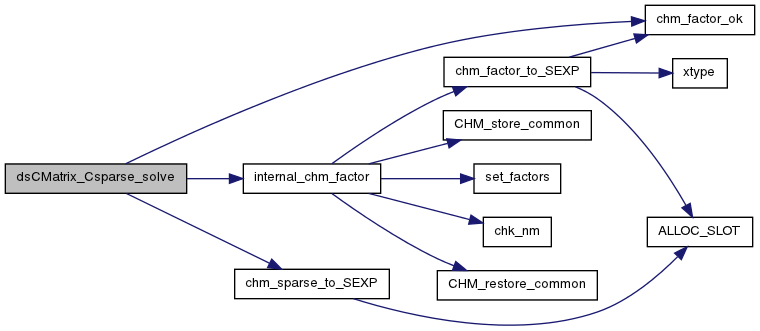 chm_factor_ok
chm_factor_to_SEXP
xtype
CHM_store_common
dsCMatrix_Csparse_solve
internal_chm_factor
set_factors
chk_nm
ALLOC_SLOT
chm_sparse_to_SEXP
CHM_restore_common